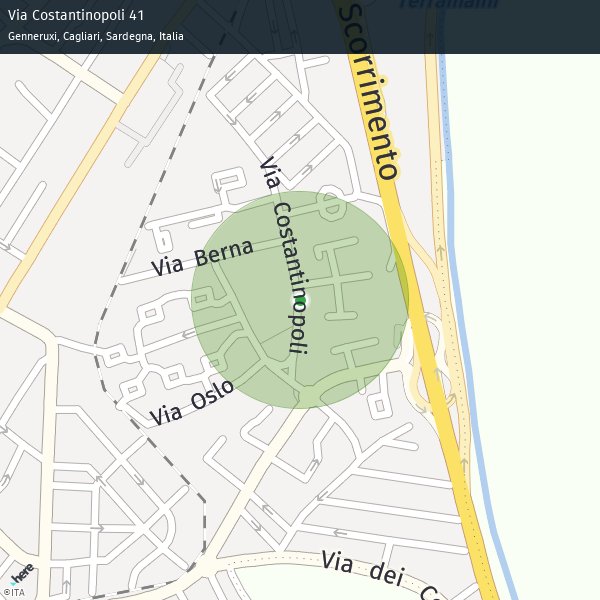 Via Costantinopoli 41
Genneruxi, Cagliari, Sardegna, Italia
Terramaini
Scorrimento
Via Costantinopoli
Via Berna
Via Oslo
Via dei
here
©ITA